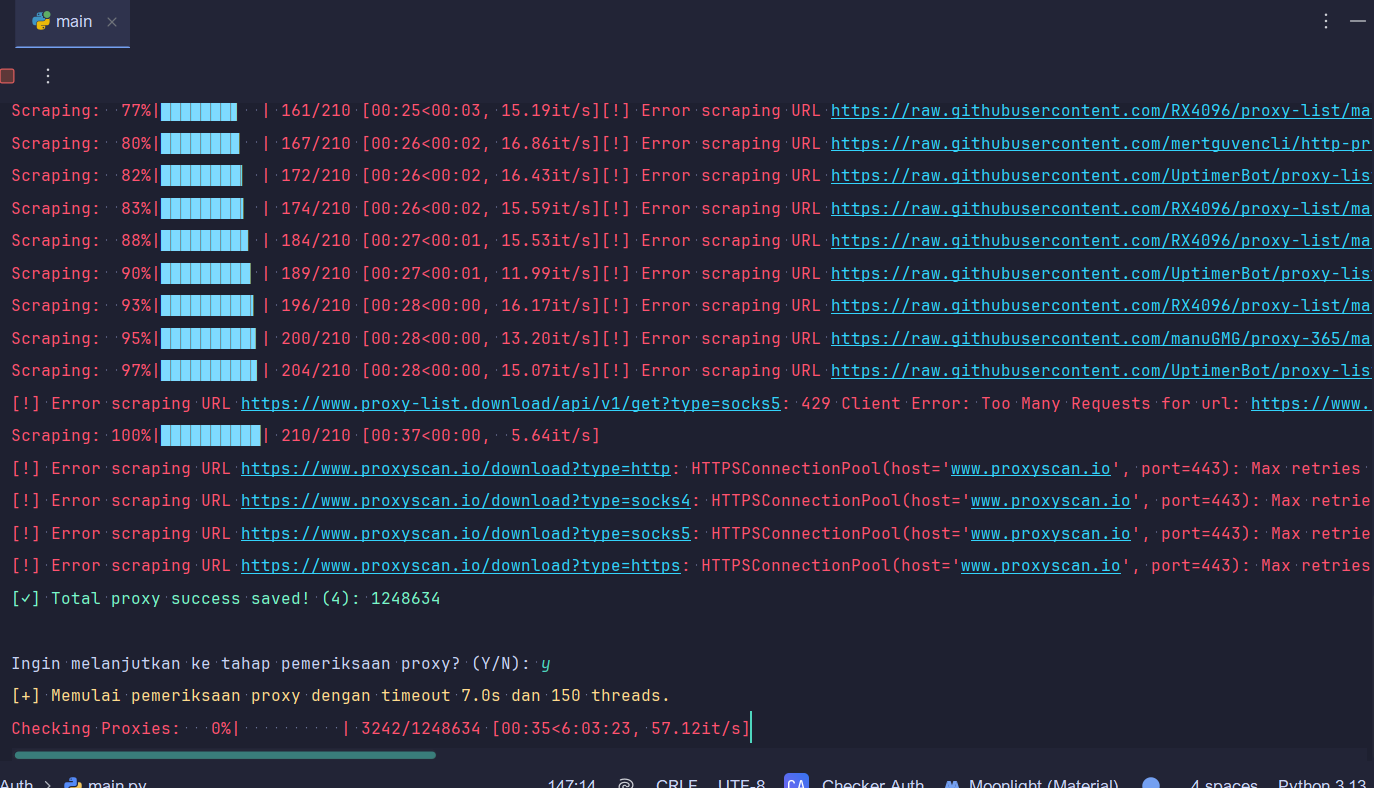 main
Scraping: 77%| | 161/210 [00:25<00:03, 15.19it/s][!] Error scraping URL https://raw.githubusercontent.com/RX4096/proxy-list/ma
Scraping: 80%| | 167/210 [00:26<00:02, 16.86it/s][!] Error scraping URL https://raw.githubusercontent.com/mertguvencli/http-pr
Scraping: 82%| | 172/210 [00:26<00:02, 16.43it/s][!] Error scraping URL https://raw.githubusercontent.com/UptimerBot/proxy-lis
Scraping: 83%| | 174/210 [00:26<00:02, 15.59it/s][!] Error scraping URL https://raw.githubusercontent.com/RX4096/proxy-list/ma
Scraping: 88%| | 184/210 [00:27<00:01, 15.53it/s][!] Error scraping URL https://raw.githubusercontent.com/RX4096/proxy-list/ma
Scraping: 90%| | 189/210 [00:27<00:01, 11.99it/s][!] Error scraping URL https://raw.githubusercontent.com/UptimerBot/proxy-lis
Scraping: 93%| | 196/210 [00:28<00:00, 16.17it/s][!] Error scraping URL https://raw.githubusercontent.com/RX4096/proxy-list/ma
Scraping: 95%| | 200/210 [00:28<00:00, 13.20it/s][!] Error scraping URL https://raw.githubusercontent.com/manuGMG/proxy-365/ma
Scraping: 97%| | 204/210 [00:28<00:00, 15.07it/s][!] Error scraping URL https://raw.githubusercontent.com/UptimerBot/proxy-lis
[!] Error scraping URL https://www.proxy-list.download/api/v1/get?type=socks5: 429 Client Error: Too Many Requests for url: https://www.
Scraping: 100%| | 210/210 [00:37<00:00, 5.64it/s]
[!] Error scraping URL https://www.proxyscan.io/download?type=http: HTTPSConnectionPool(host='www.proxyscan.io', port=443): Max retries
[!] Error scraping URL https://www.proxyscan.io/download?type=socks4: HTTPSConnectionPool(host='www.proxyscan.io', port=443): Max retrie
[!] Error scraping URL https://www.proxyscan.io/download?type=socks5: HTTPSConnectionPool(host='www.proxyscan.io', port=443): Max retrie
[!] Error scraping URL https://www.proxyscan.io/download?type=https: HTTPSConnectionPool(host='www.proxyscan.io', port=443): Max retries
[✓] Total proxy success saved! (4): 1248634
Ingin melanjutkan ke tahap pemeriksaan proxy? (Y/N): y
[+] Memulai pemeriksaan proxy dengan timeout 7.0s dan 150 threads.
Checking Proxies: 0%| | 3242/1248634 [00:35<6:03:23, 57.12it/s]
Auth > main.py 147:14 CRLF UTF-8 CA Checker Auth Moonlight (Material) 4 spaces Python 3.13